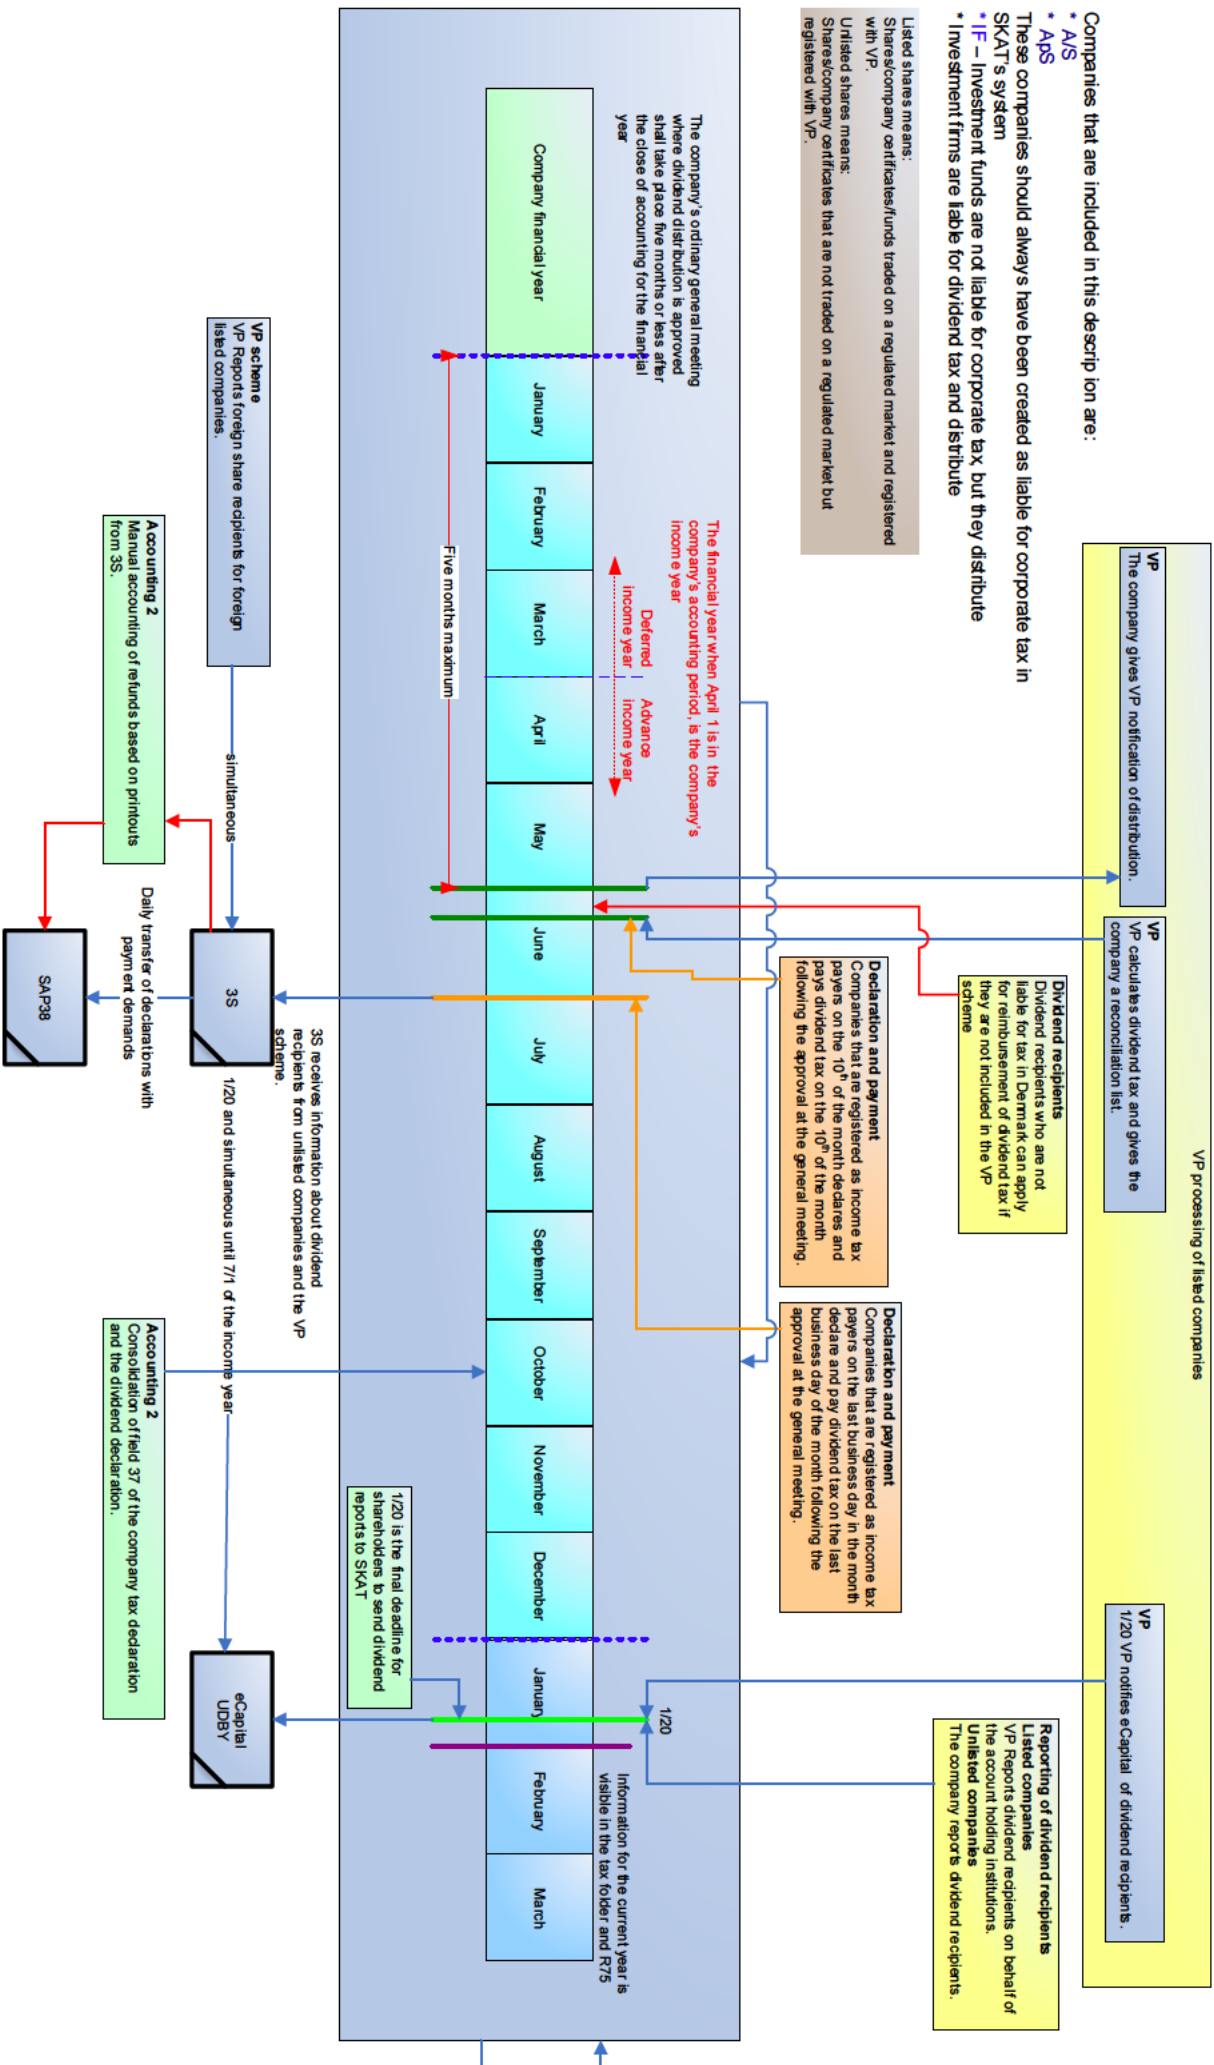 Companies that are included in this descrip ion are:
* A/S
* ApS
These companies should always have been created as liable for corporate tax in
SKAT's system
* IF – Investment funds are not liable for corporate tax, but they distribute
* Investment firms are liable for dividend tax and distribute
Listed shares means:
Shares/company certificates/funds traded on a regulated market and registered
with VP.
Unlisted shares means:
Shares/company certificates that are not traded on a regulated market but
registered with VP.
VP processing of listed companies
VP
The company gives VP notification of distribution.
VP
VP calculates dividend tax and gives the
company a reconciliation list.
VP
1/20 VP notifies eCapital of dividend recipients.
Dividend recipients
Dividend recipients who are not
liable for tax in Denmark can apply
for reimbursement of dividend tax if
they are not included in the VP
scheme
Reporting of dividend recipients
Listed companies
VP Reports dividend recipients on behalf of
the account holding institutions.
Unlisted companies
The company reports dividend recipients.
Declaration and payment
Companies that are registered as income tax
payers on the 10th of the month declares and
pays dividend tax on the 10th of the month
following the approval at the general meeting.
Declaration and payment
Companies that are registered as income tax
payers on the last business day in the month
declare and pay dividend tax on the last
business day of the month following the
approval at the general meeting.
The company's ordinary general meeting
where dividend distribution is approved
shall take place five months or less after
the close of accounting for the financial
year
The financial year when April 1 is in the
company's accounting period, is the company's
income year
Deferred
income year
Advance
income year
1/20
Information for the current year is
visible in the tax folder and R75
Company financial year
January
February
March
April
May
June
July
August
September
October
November
December
January
February
March
Five months maximum
1/20 is the final deadline for
shareholders to send dividend
reports to SKAT
3S receives information about dividend
recipients from unlisted companies and the VP
scheme.
VP scheme
VP Reports foreign share recipients for foreign
listed companies.
simultaneous
3S
1/20 and simultaneous until 7/1 of the income year
eCapital
UDBY
Accounting 2
Manual accounting of refunds based on printouts
from 3S.
Daily transfer of declarations with
payment demands
Accounting 2
Consolidation of field 37 of the company tax declaration
and the dividend declaration.
SAP38